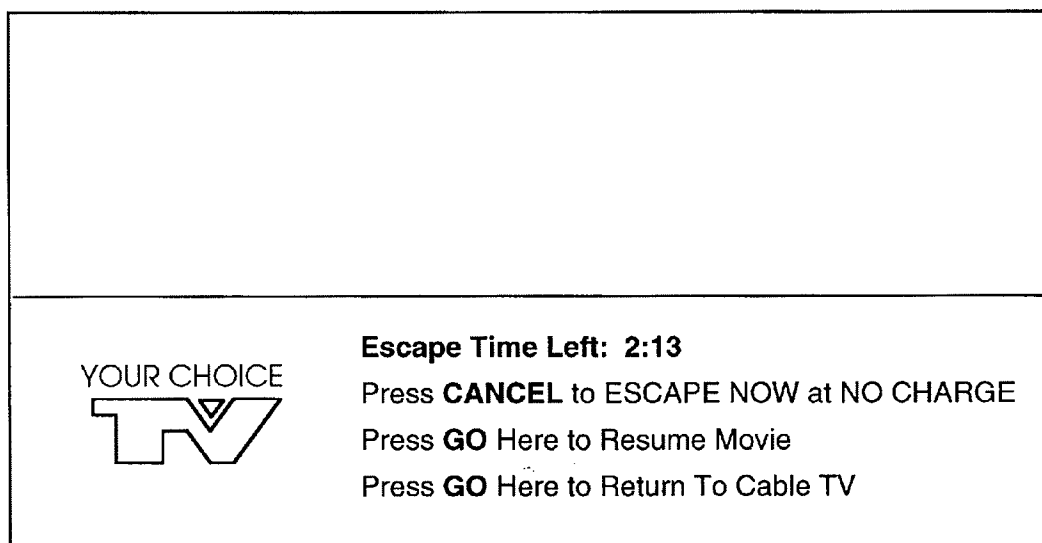 YOUR CHOICE
TV
Escape Time Left: 2:13
Press CANCEL to ESCAPE NOW at NO CHARGE
Press GO Here to Resume Movie
Press GO Here to Return To Cable TV